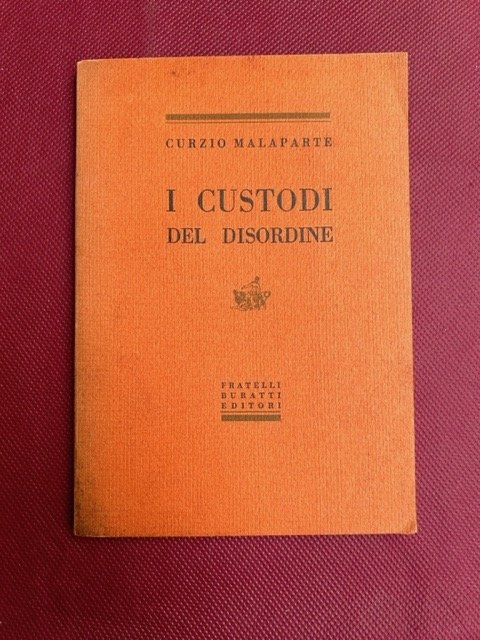 CURZIO MALAPARTE
I CUSTODI
DEL DISORDINE
FRATELLI
BURATTI
EDITORI